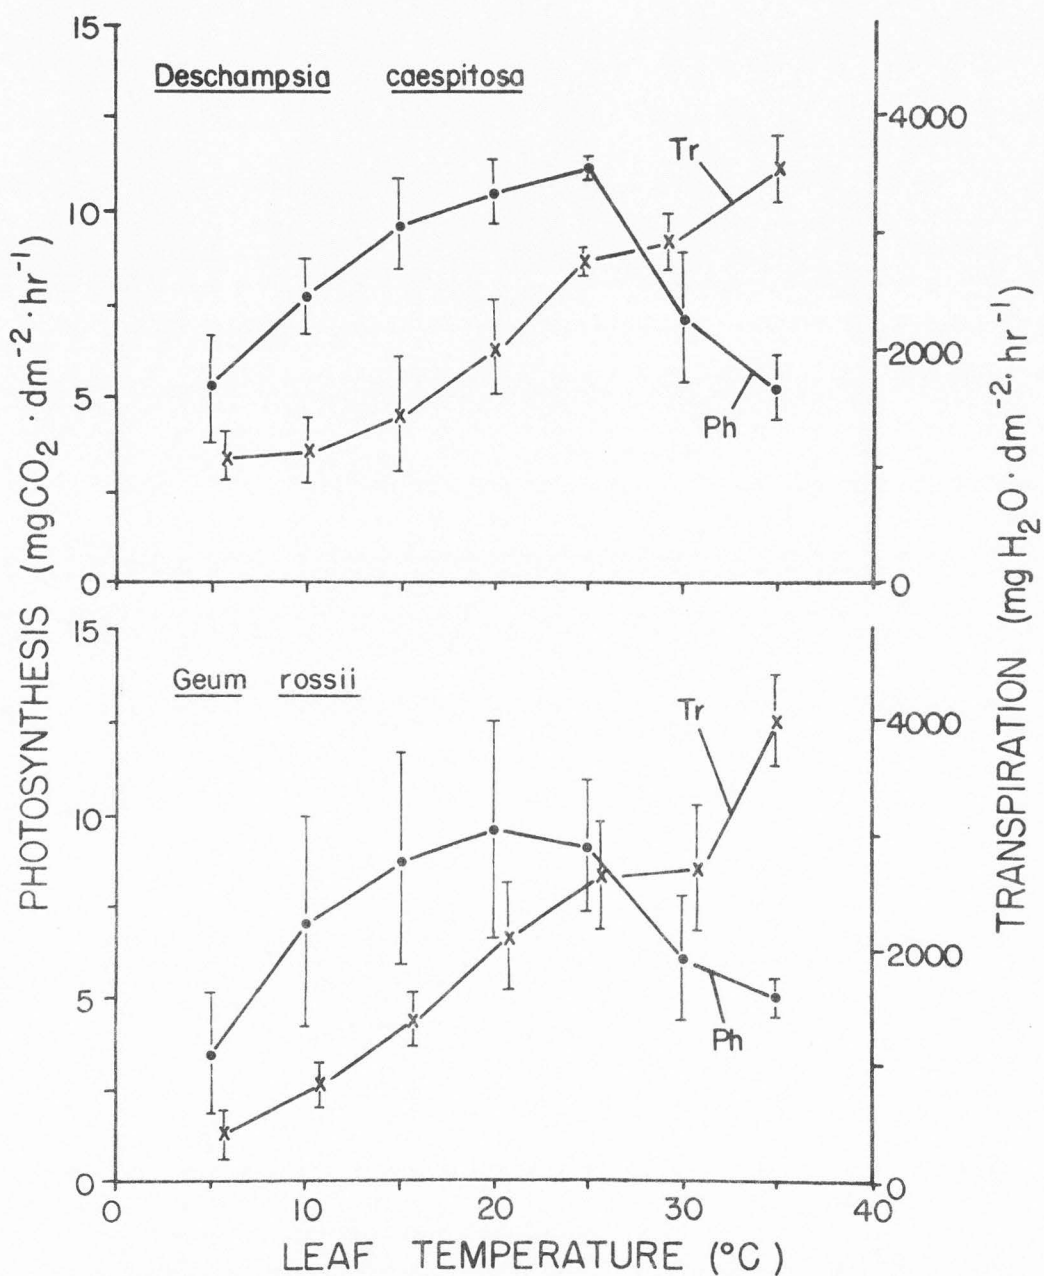 15
Deschampsia caespitosa
4000
Tr
10
2000
5
Ph
0
0
15
Geum rossii
Tr
4000
10
2000
5
Ph
0
0
0 10 20 30 40
LEAF TEMPERATURE (°C)
PHOTOSYNTHESIS (mgCO₂ · dm⁻² · hr⁻¹)
TRANSPIRATION (mg H₂O · dm⁻² · hr⁻¹)